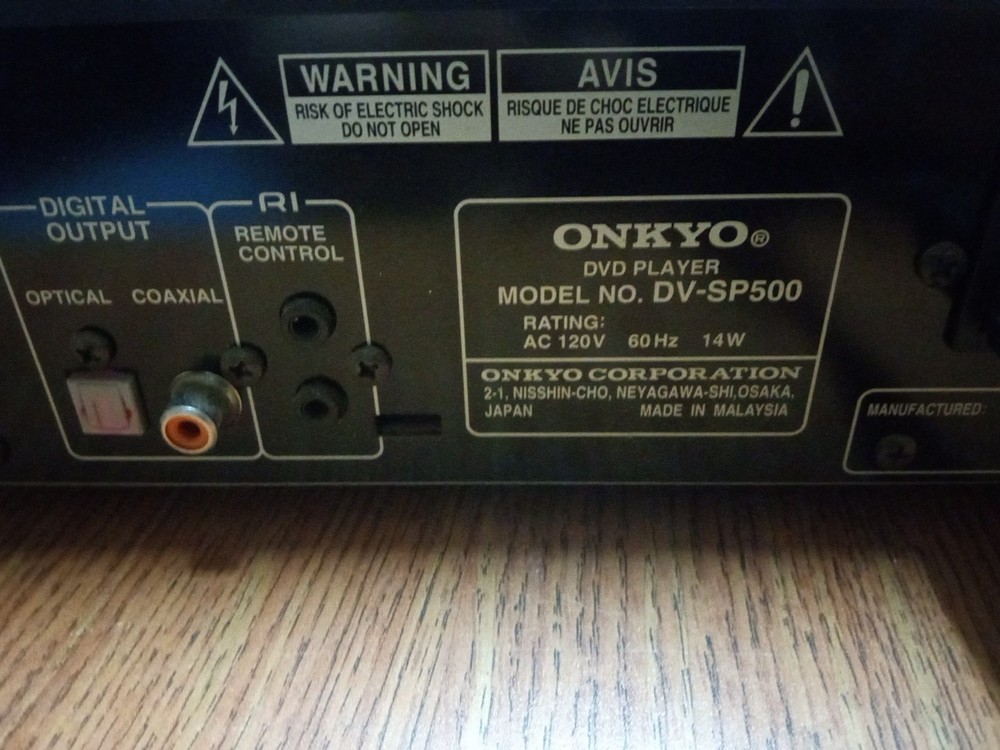 WARNING
RISK OF ELECTRIC SHOCK
DO NOT OPEN
AVIS
RISQUE DE CHOC ELECTRIQUE
NE PAS OUVRIR
DIGITAL
OUTPUT
OPTICAL COAXIAL
RI
REMOTE
CONTROL
ONKYO®
DVD PLAYER
MODEL NO. DV-SP500
RATING:
AC 120V 60Hz 14W
ONKYO CORPORATION
2-1, NISSHIN-CHO, NEYAGAWA-SHI,OSAKA,
JAPAN MADE IN MALAYSIA
MANUFACTURED: